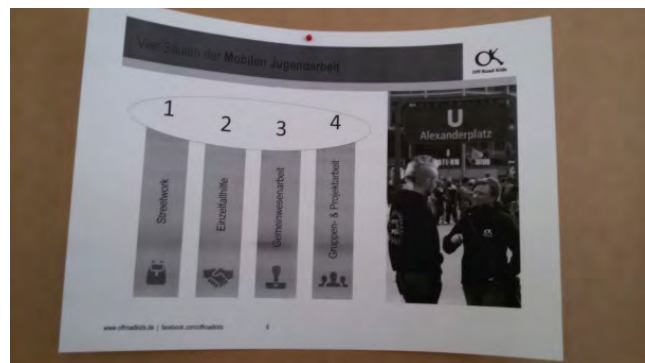 Vier Säulen der Mobilen Jugendarbeit
Off Road Kids
1
2
3
4
Streetwork
Einzelfallhilfe
Gemeinwesenarbeit
Gruppen- & Projektarbeit
U
Alexanderplatz
www.offroadkids.de | facebook.com/offroadkids
6